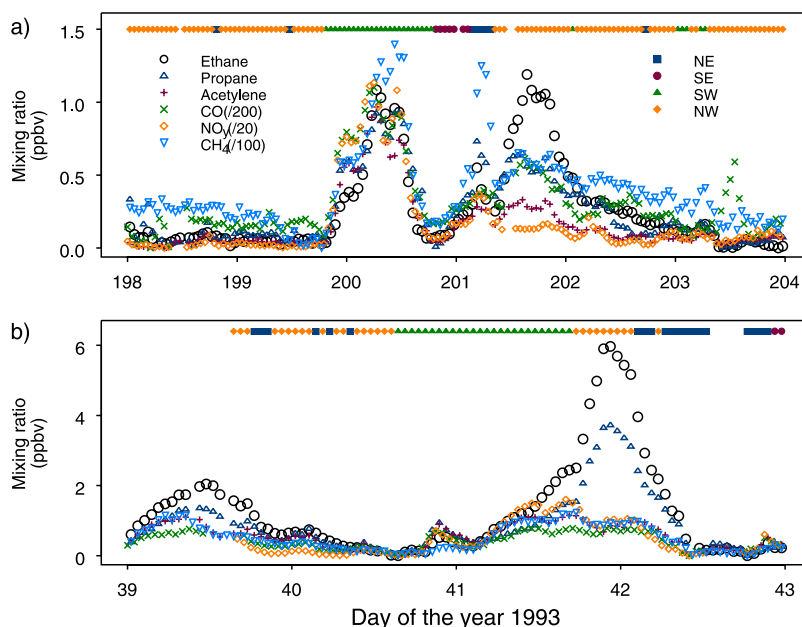 a)
1.5
1.0
0.5
0.0
Mixing ratio
(ppbv)
Ethane
Propane
Acetylene
CO(/200)
NOy(/20)
CH4(/100)
NE
SE
SW
NW
198
199
200
201
202
203
204
b)
6
4
2
0
Mixing ratio
(ppbv)
39
40
41
42
43
Day of the year 1993